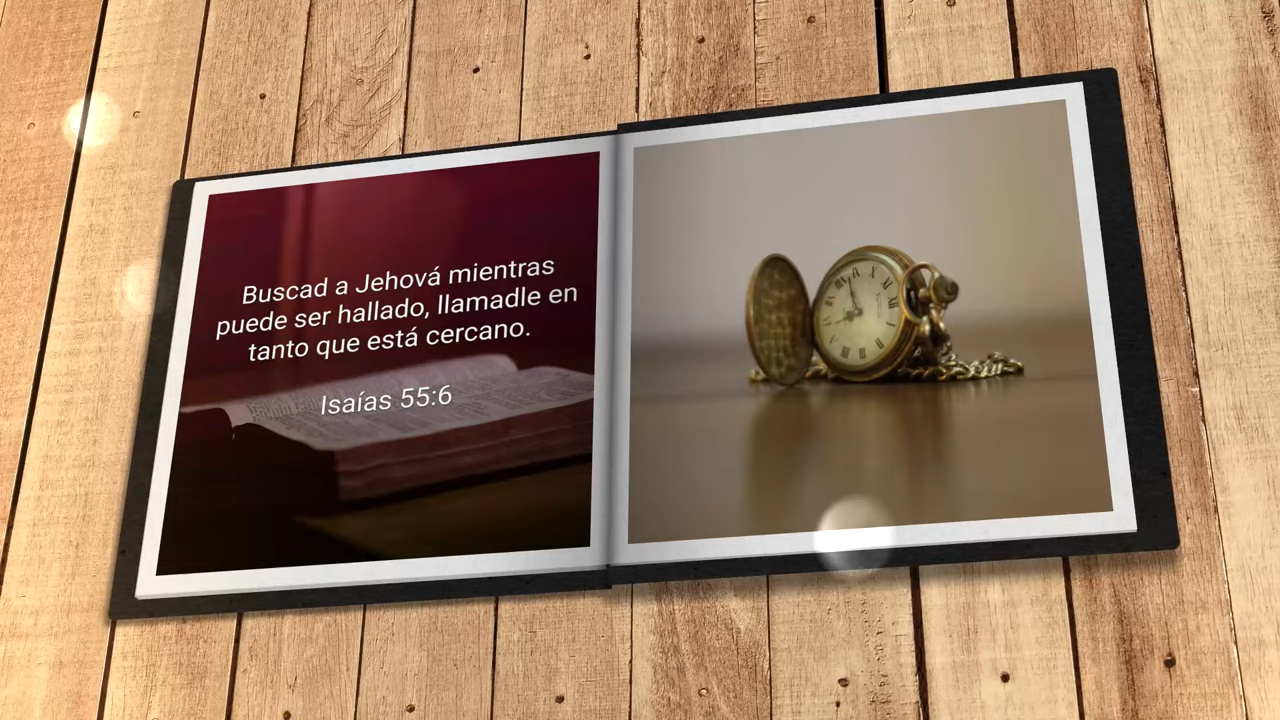 Buscad a Jehová mientras
puede ser hallado, llamadle en
tanto que está cercano.
Isaías 55:6